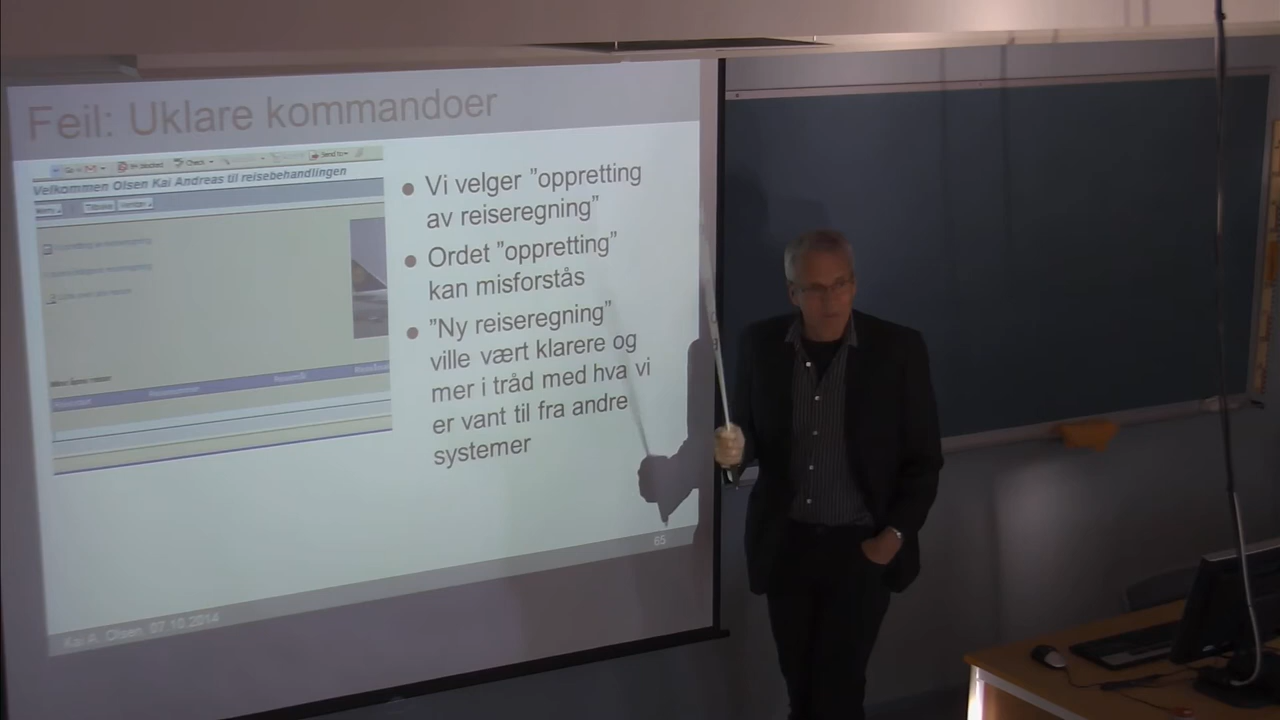 Feil: Uklare kommandoer
Velkommen Olsen Kai Andreas til reisebehandlingen
Vi velger "oppretting
av reiseregning"
Ordet "oppretting"
kan misforstås
"Ny reiseregning"
ville vært klarere og
mer i tråd med hva vi
er vant til fra andre
systemer
65
Kai A. Olsen, 07.10.2014